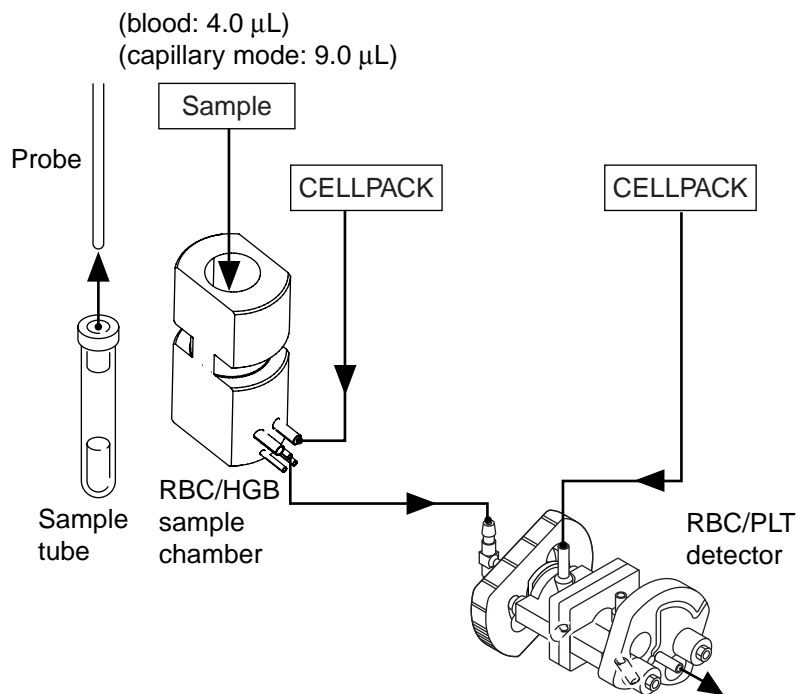 (blood: 4.0 μL)
(capillary mode: 9.0 μL)
Sample
Probe
CELLPACK
CELLPACK
RBC/HGB
sample
chamber
Sample
tube
RBC/PLT
detector